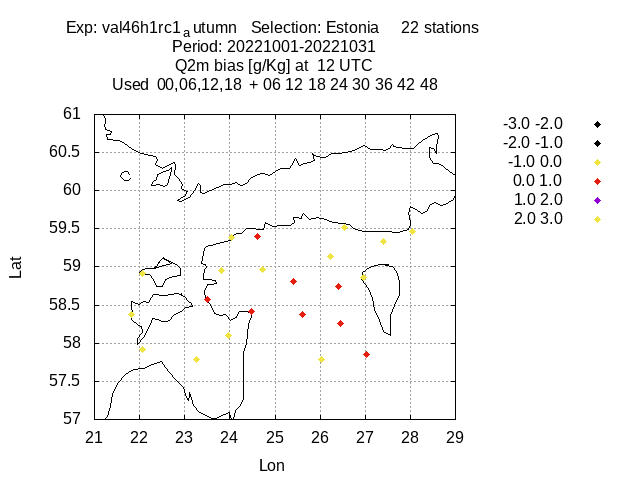 Exp: val46h1rc1autumn Selection: Estonia 22 stations
Period: 20221001-20221031
Q2m bias [g/Kg] at 12 UTC
Used 00,06,12,18 + 06 12 18 24 30 36 42 48
61
60.5
60
59.5
59
58.5
58
57.5
57
Lat
21 22 23 24 25 26 27 28 29
Lon
-3.0 -2.0
-2.0 -1.0
-1.0 0.0
0.0 1.0
1.0 2.0
2.0 3.0